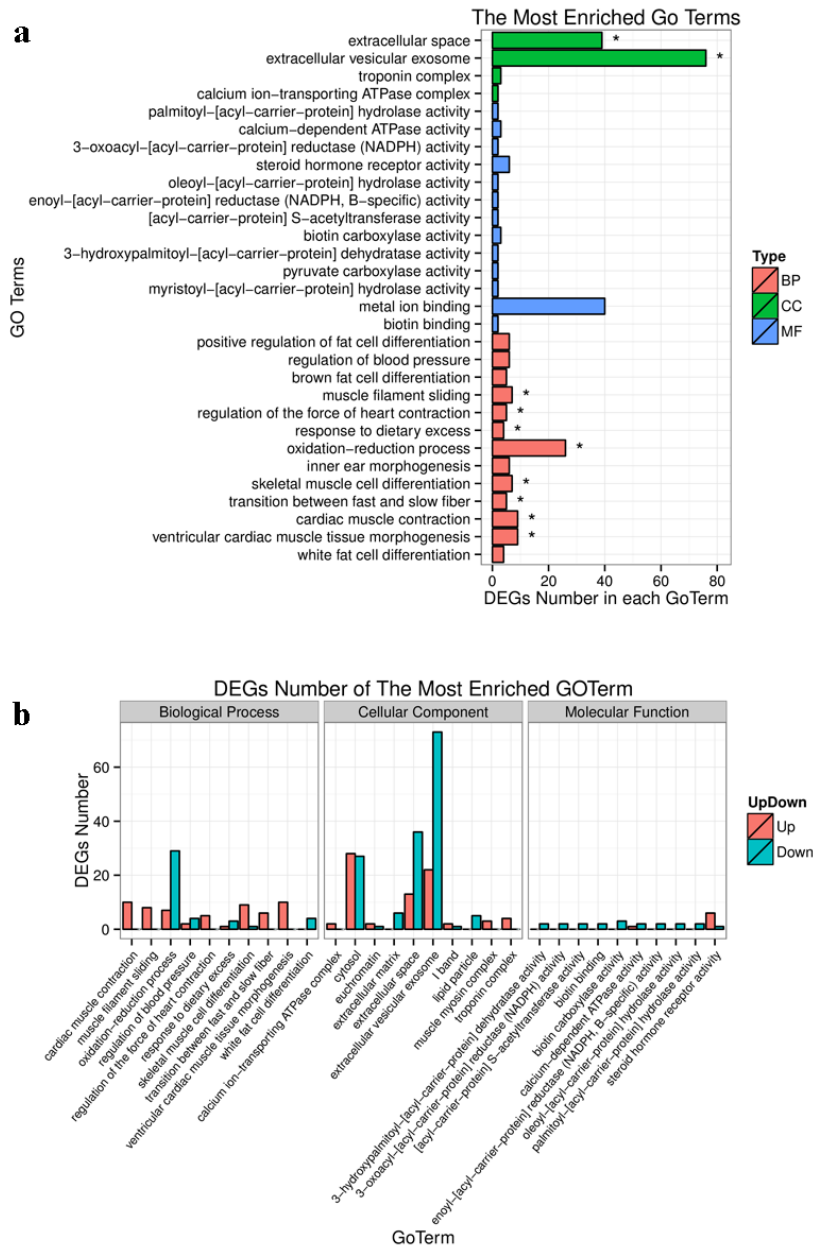 a
The Most Enriched Go Terms
extracellular space
*
extracellular vesicular exosome
*
troponin complex
calcium ion−transporting ATPase complex
palmitoyl−[acyl−carrier−protein] hydrolase activity
calcium−dependent ATPase activity
3−oxoacyl−[acyl−carrier−protein] reductase (NADPH) activity
steroid hormone receptor activity
oleoyl−[acyl−carrier−protein] hydrolase activity
enoyl−[acyl−carrier−protein] reductase (NADPH, B−specific) activity
[acyl−carrier−protein] S−acetyltransferase activity
biotin carboxylase activity
3−hydroxypalmitoyl−[acyl−carrier−protein] dehydratase activity
pyruvate carboxylase activity
myristoyl−[acyl−carrier−protein] hydrolase activity
metal ion binding
biotin binding
positive regulation of fat cell differentiation
regulation of blood pressure
brown fat cell differentiation
muscle filament sliding
*
regulation of the force of heart contraction
*
response to dietary excess
*
oxidation−reduction process
*
inner ear morphogenesis
skeletal muscle cell differentiation
*
transition between fast and slow fiber
*
cardiac muscle contraction
*
ventricular cardiac muscle tissue morphogenesis
*
white fat cell differentiation
GO Terms
0 20 40 60 80
DEGs Number in each GoTerm
Type
BP
CC
MF
b
DEGs Number of The Most Enriched GOTerm
Biological Process
Cellular Component
Molecular Function
DEGs Number
60
40
20
0
UpDown
Up
Down
cardiac muscle contraction
muscle filament sliding
oxidation−reduction process
regulation of blood pressure
regulation of the force of heart contraction
response to dietary excess
skeletal muscle cell differentiation
transition between fast and slow fiber
ventricular cardiac muscle tissue morphogenesis
white fat cell differentiation
calcium ion−transporting ATPase complex
cytosol
euchromatin
extracellular matrix
extracellular space
extracellular vesicular exosome
I band
lipid particle
muscle myosin complex
troponin complex
3−hydroxypalmitoyl−[acyl−carrier−protein] dehydratase activity
3−oxoacyl−[acyl−carrier−protein] reductase (NADPH) activity
[acyl−carrier−protein] S−acetyltransferase activity
biotin binding
biotin carboxylase activity
calcium−dependent ATPase activity
enoyl−[acyl−carrier−protein] reductase (NADPH, B−specific) activity
oleoyl−[acyl−carrier−protein] hydrolase activity
palmitoyl−[acyl−carrier−protein] hydrolase activity
steroid hormone receptor activity
GoTerm